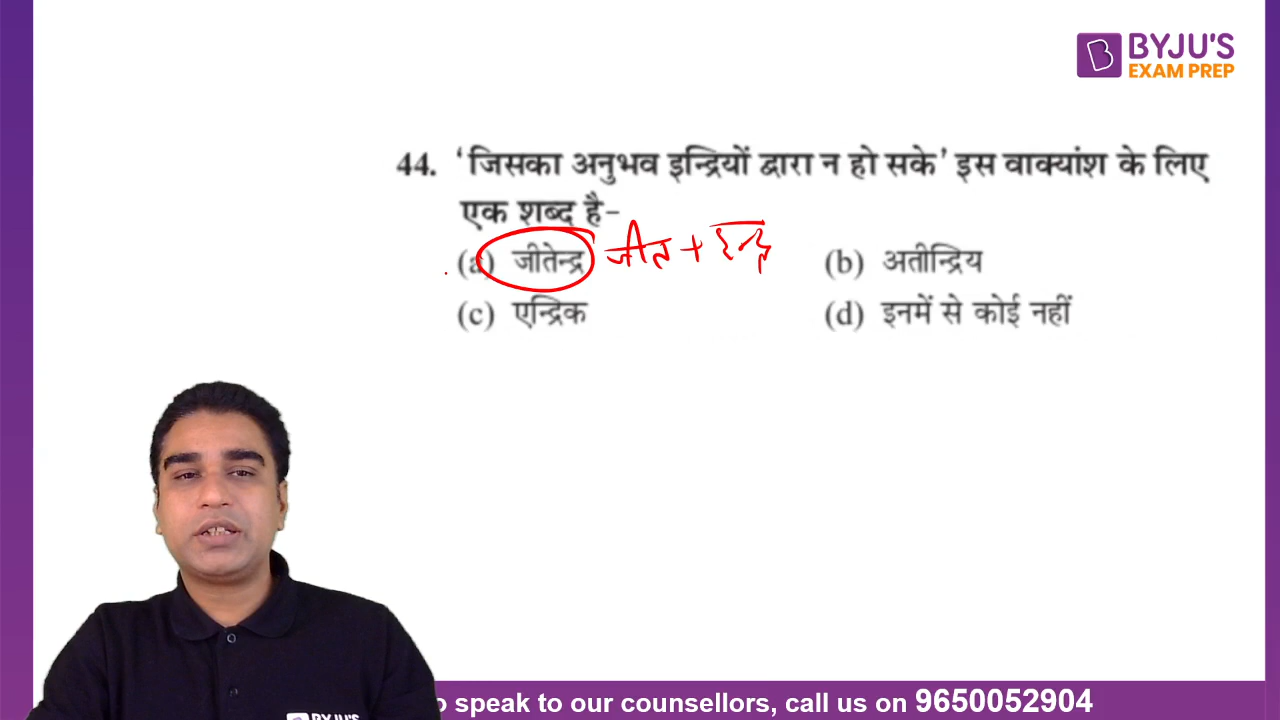 BYJU'S
EXAM PREP
44. 'जिसका अनुभव इन्द्रियों द्वारा न हो सके' इस वाक्यांश के लिए
एक शब्द है-
(a) जीतेन्द्र जीत + इन्द्र (b) अतीन्द्रिय
(c) एन्द्रिक (d) इनमें से कोई नहीं
BYJU'S
o speak to our counsellors, call us on 9650052904